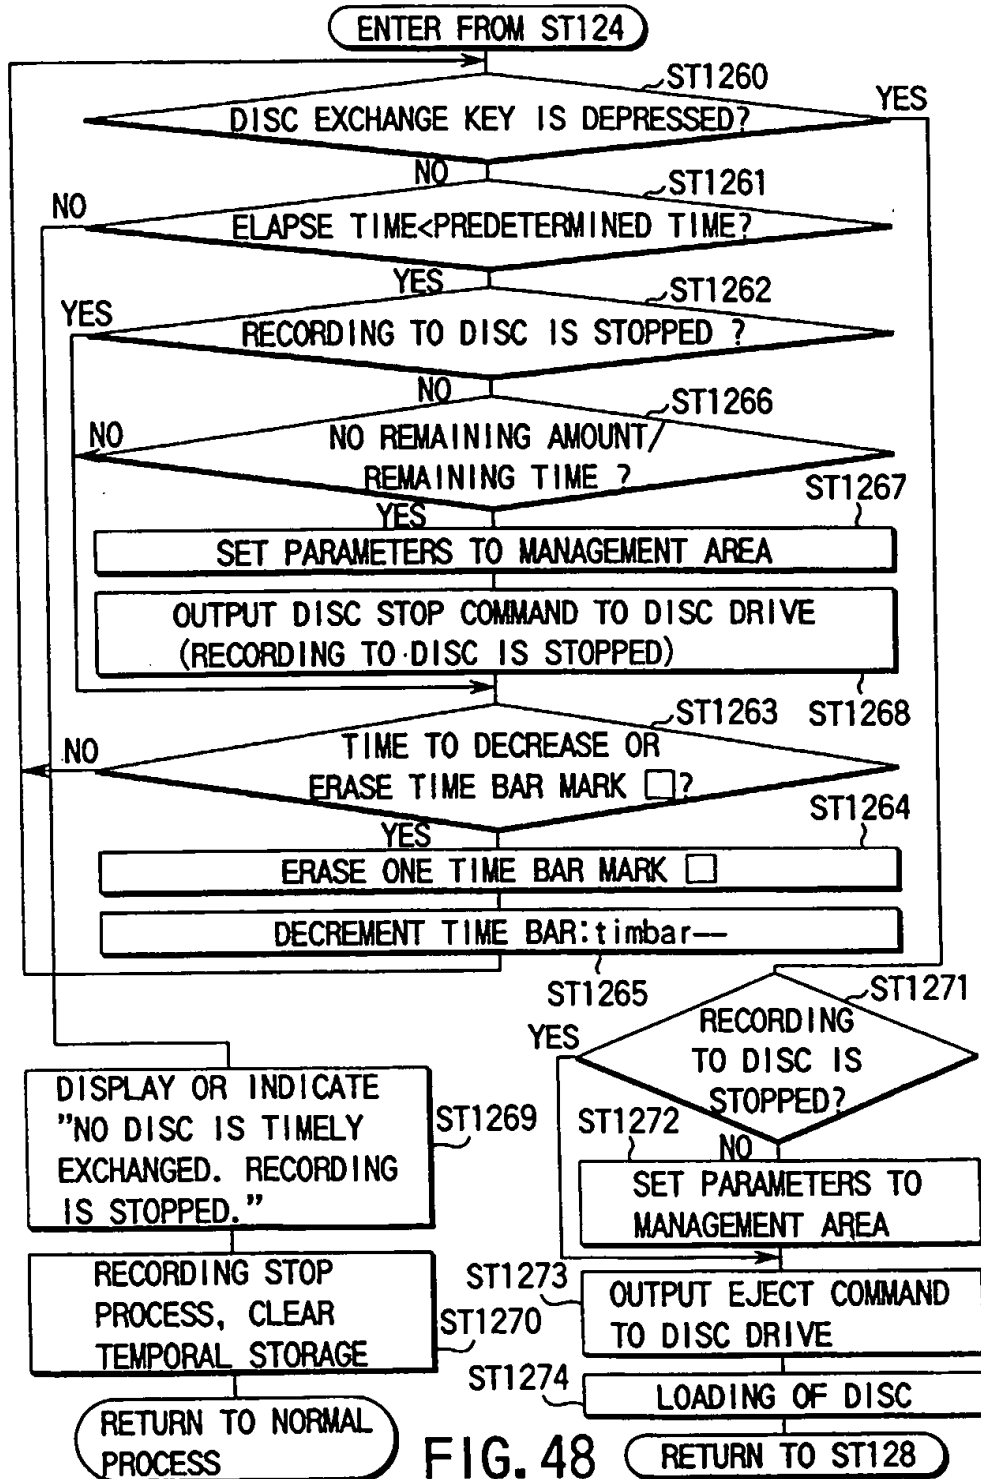 ENTER FROM ST124
ST1260
DISC EXCHANGE KEY IS DEPRESSED?
YES
NO
ST1261
NO
ELAPSE TIME<PREDETERMINED TIME?
YES
ST1262
YES
RECORDING TO DISC IS STOPPED ?
NO
ST1266
NO
NO REMAINING AMOUNT/
REMAINING TIME ?
YES
ST1267
SET PARAMETERS TO MANAGEMENT AREA
OUTPUT DISC STOP COMMAND TO DISC DRIVE
(RECORDING TO DISC IS STOPPED)
ST1268
ST1263
NO
TIME TO DECREASE OR
ERASE TIME BAR MARK □?
YES
ST1264
ERASE ONE TIME BAR MARK □
DECREMENT TIME BAR:timbar——
ST1265
ST1271
YES
RECORDING
TO DISC IS
STOPPED?
NO
ST1272
SET PARAMETERS TO
MANAGEMENT AREA
ST1273
OUTPUT EJECT COMMAND
TO DISC DRIVE
ST1274
LOADING OF DISC
RETURN TO ST128
DISPLAY OR INDICATE
"NO DISC IS TIMELY
EXCHANGED. RECORDING
IS STOPPED."
ST1269
RECORDING STOP
PROCESS, CLEAR
TEMPORAL STORAGE
ST1270
RETURN TO NORMAL
PROCESS
FIG. 48